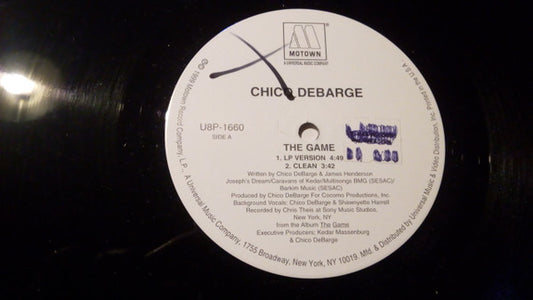 M
MOTOWN
A UNIVERSAL MUSIC COMPANY
CHICO DEBARGE
U8P-1660
SIDE A
THE GAME
1. LP VERSION 4:49
2. CLEAN 3:42
Written by Chico DeBarge & James Henderson
Joseph's Dream/Caravans of Kedar/Multisongs BMG (SESAC)/
Barkim Music (SESAC)
Produced by Chico DeBarge For Cocomo Productions, Inc.
Background Vocals: Chico DeBarge & Shawnyette Harrell
Recorded by Chris Theis at Sony Music Studios,
New York, NY
from the Album The Game
Executive Producers: Kedar Massenburg
& Chico DeBarge
℗© 1999 Motown Record Company, L.P. – A Universal Music Company, 1755 Broadway, New York, NY 10019. Mfd. & Distributed by Universal Music & Video Distribution, Inc. Printed in the U.S.A.